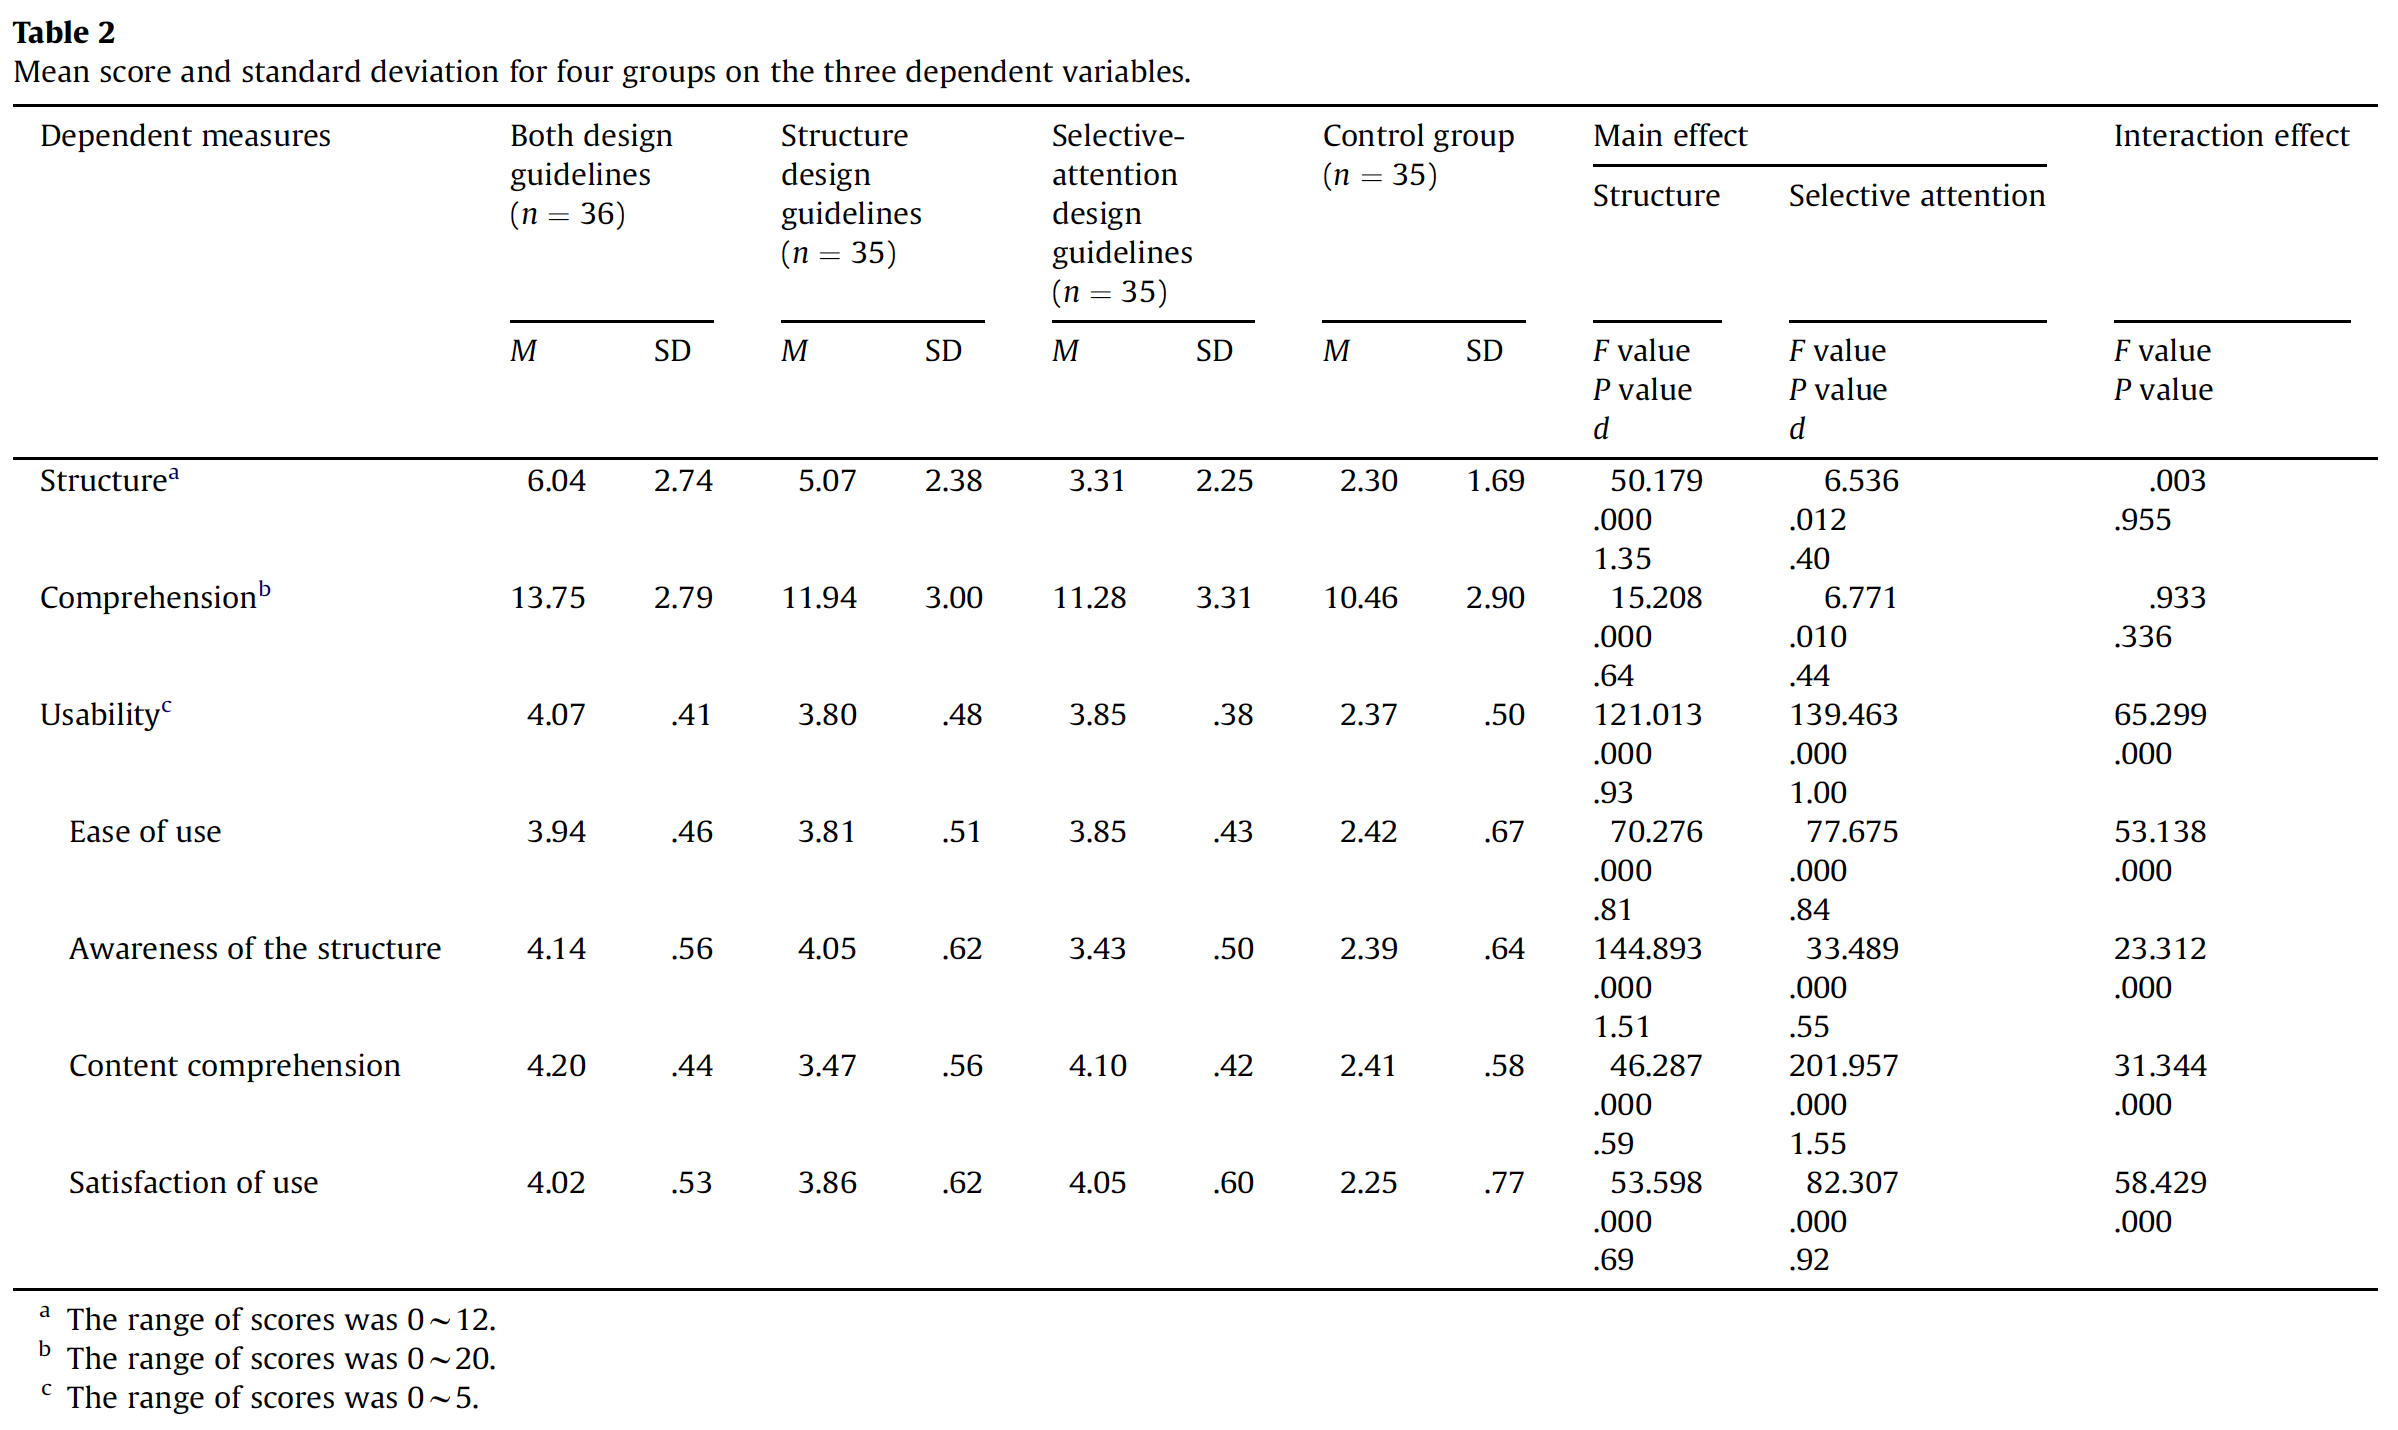 Table 2
Mean score and standard deviation for four groups on the three dependent variables.
Dependent measures Both design Structure Selective- Control group Main effect Interaction effect
guidelines design attention (n = 35)
(n = 36) guidelines design Structure Selective attention
(n = 35) guidelines
(n = 35)
M SD M SD M SD M SD F value F value F value
P value P value P value
d d
Structurea 6.04 2.74 5.07 2.38 3.31 2.25 2.30 1.69 50.179 6.536 .003
.000 .012 .955
1.35 .40
Comprehensionb 13.75 2.79 11.94 3.00 11.28 3.31 10.46 2.90 15.208 6.771 .933
.000 .010 .336
.64 .44
Usabilityc 4.07 .41 3.80 .48 3.85 .38 2.37 .50 121.013 139.463 65.299
.000 .000 .000
.93 1.00
Ease of use 3.94 .46 3.81 .51 3.85 .43 2.42 .67 70.276 77.675 53.138
.000 .000 .000
.81 .84
Awareness of the structure 4.14 .56 4.05 .62 3.43 .50 2.39 .64 144.893 33.489 23.312
.000 .000 .000
1.51 .55
Content comprehension 4.20 .44 3.47 .56 4.10 .42 2.41 .58 46.287 201.957 31.344
.000 .000 .000
.59 1.55
Satisfaction of use 4.02 .53 3.86 .62 4.05 .60 2.25 .77 53.598 82.307 58.429
.000 .000 .000
.69 .92
a The range of scores was 0∼12.
b The range of scores was 0∼20.
c The range of scores was 0∼5.